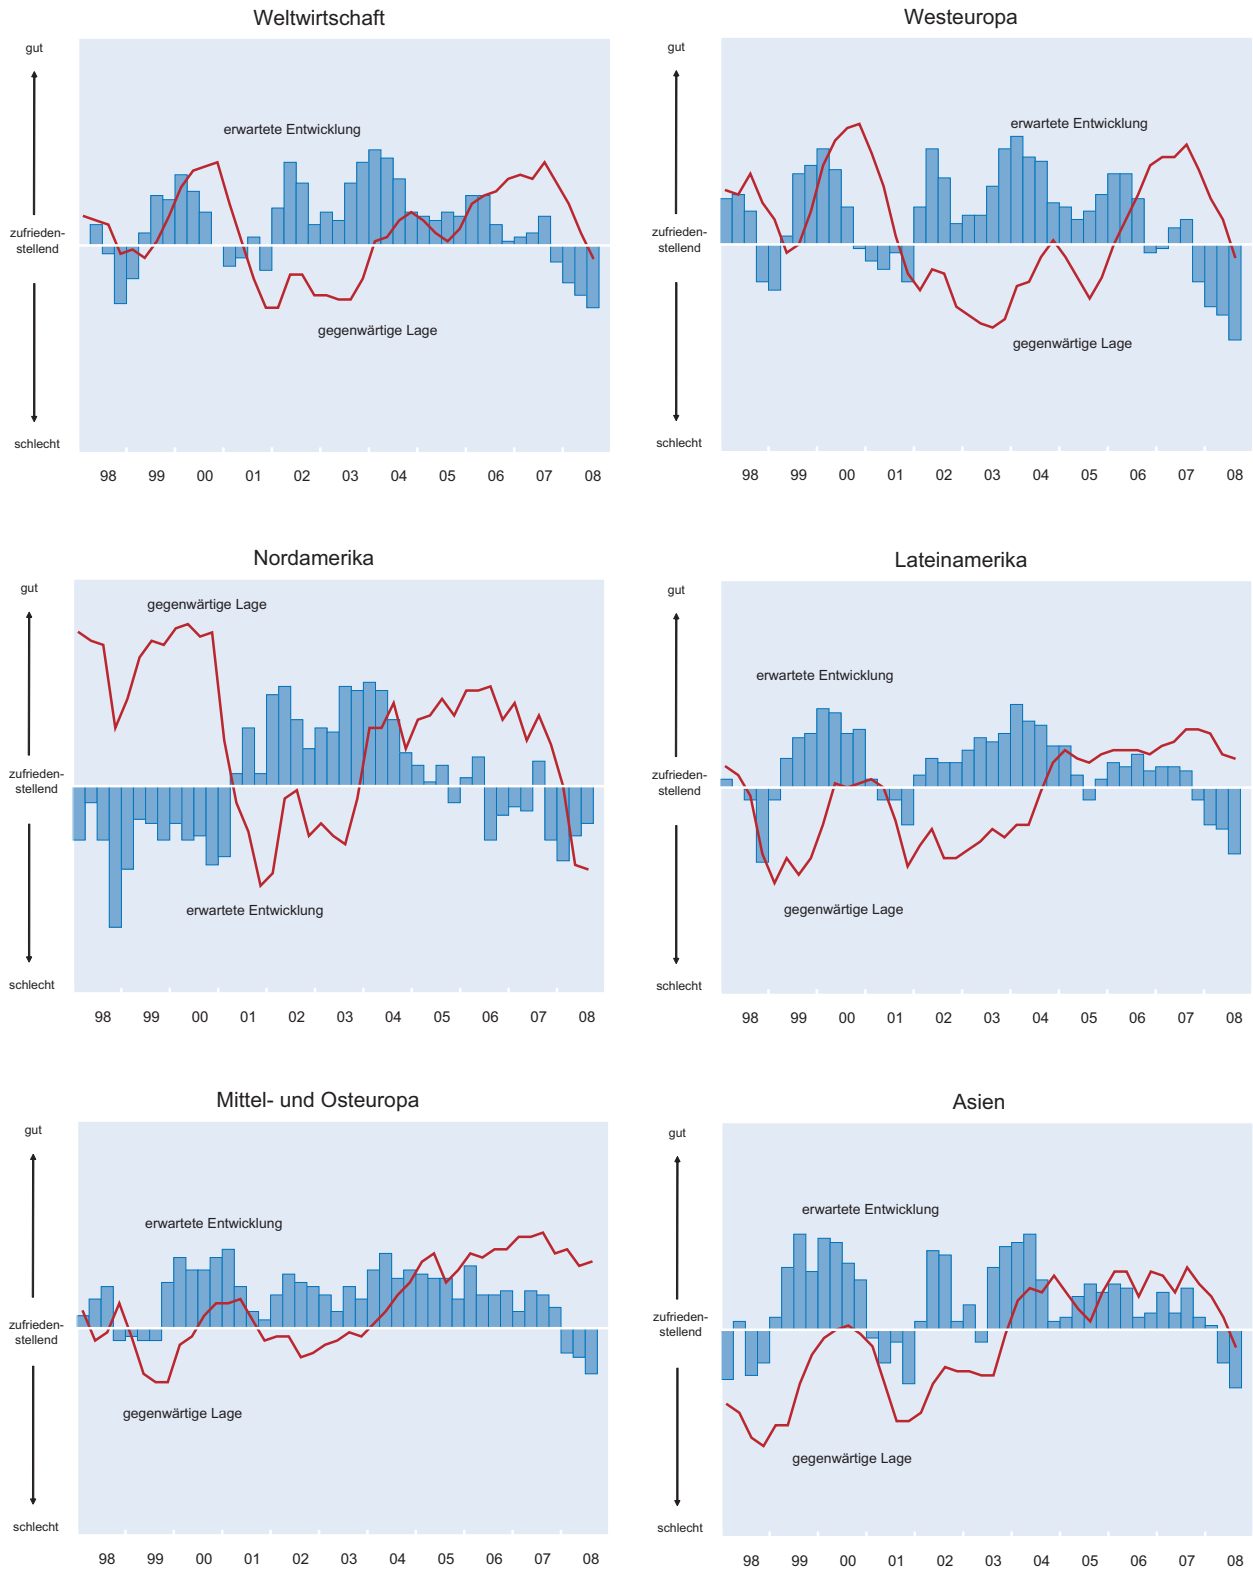 Weltwirtschaft
gut
erwartete Entwicklung
zufrieden-
stellend
gegenwärtige Lage
schlecht
98 99 00 01 02 03 04 05 06 07 08
Westeuropa
gut
erwartete Entwicklung
zufrieden-
stellend
gegenwärtige Lage
schlecht
98 99 00 01 02 03 04 05 06 07 08
Nordamerika
gut
gegenwärtige Lage
zufrieden-
stellend
erwartete Entwicklung
schlecht
98 99 00 01 02 03 04 05 06 07 08
Lateinamerika
gut
erwartete Entwicklung
zufrieden-
stellend
gegenwärtige Lage
schlecht
98 99 00 01 02 03 04 05 06 07 08
Mittel- und Osteuropa
gut
erwartete Entwicklung
zufrieden-
stellend
gegenwärtige Lage
schlecht
98 99 00 01 02 03 04 05 06 07 08
Asien
gut
erwartete Entwicklung
zufrieden-
stellend
gegenwärtige Lage
schlecht
98 99 00 01 02 03 04 05 06 07 08